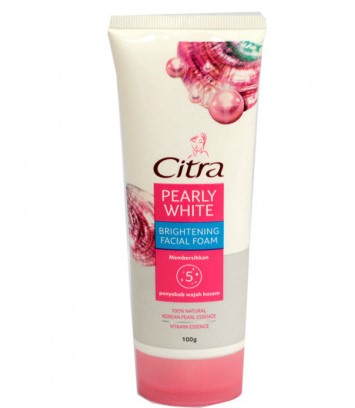 Citra
PEARLY
WHITE
BRIGHTENING
FACIAL FOAM
Membersihkan
5
penyebab wajah kusam
100% NATURAL
KOREAN PEARL ESSENCE
VITAMIN ESSENCE
100g